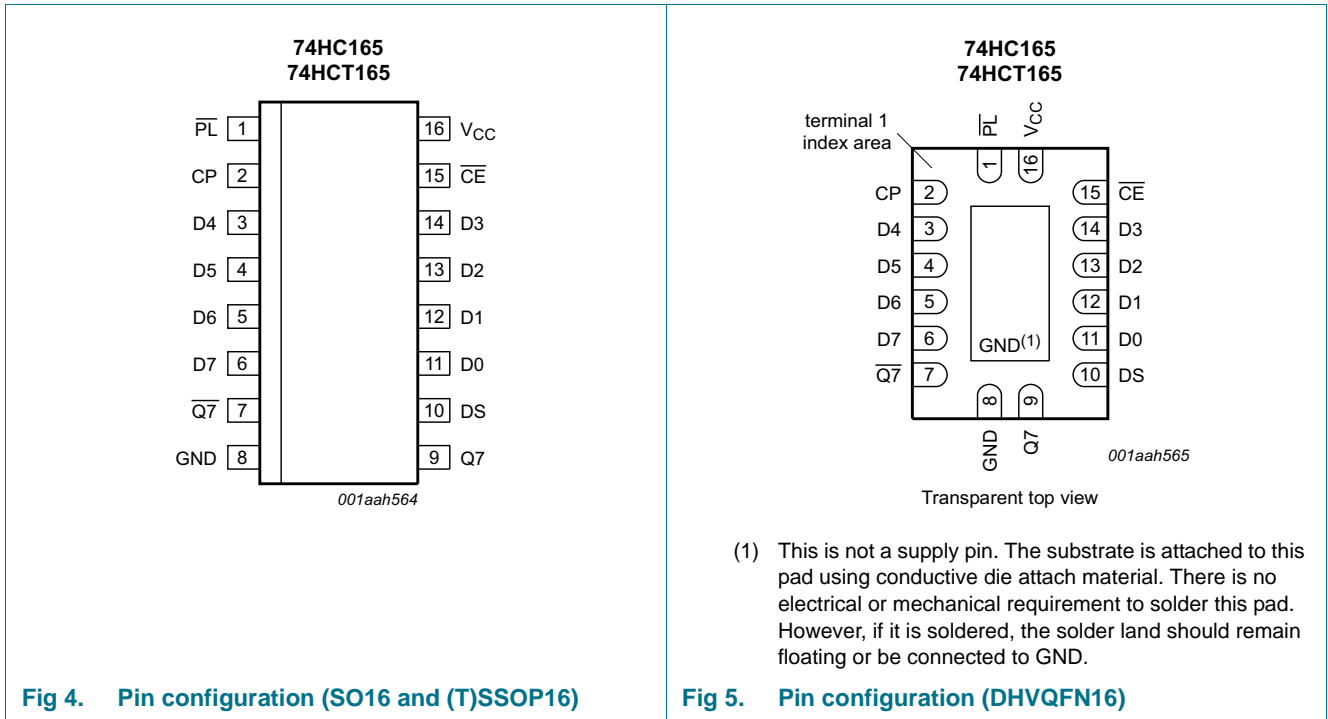 74HC165
74HCT165
PL 1
16 VCC
CP 2
15 CE
D4 3
14 D3
D5 4
13 D2
D6 5
12 D1
D7 6
11 D0
Q7 7
10 DS
GND 8
9 Q7
001aah564
Fig 4. Pin configuration (SO16 and (T)SSOP16)
74HC165
74HCT165
terminal 1
index area
PL
VCC
1
16
CP 2
15 CE
D4 3
14 D3
D5 4
13 D2
D6 5
12 D1
D7 6
GND(1)
11 D0
Q7 7
10 DS
8
9
GND
Q7
001aah565
Transparent top view
(1) This is not a supply pin. The substrate is attached to this
pad using conductive die attach material. There is no
electrical or mechanical requirement to solder this pad.
However, if it is soldered, the solder land should remain
floating or be connected to GND.
Fig 5. Pin configuration (DHVQFN16)